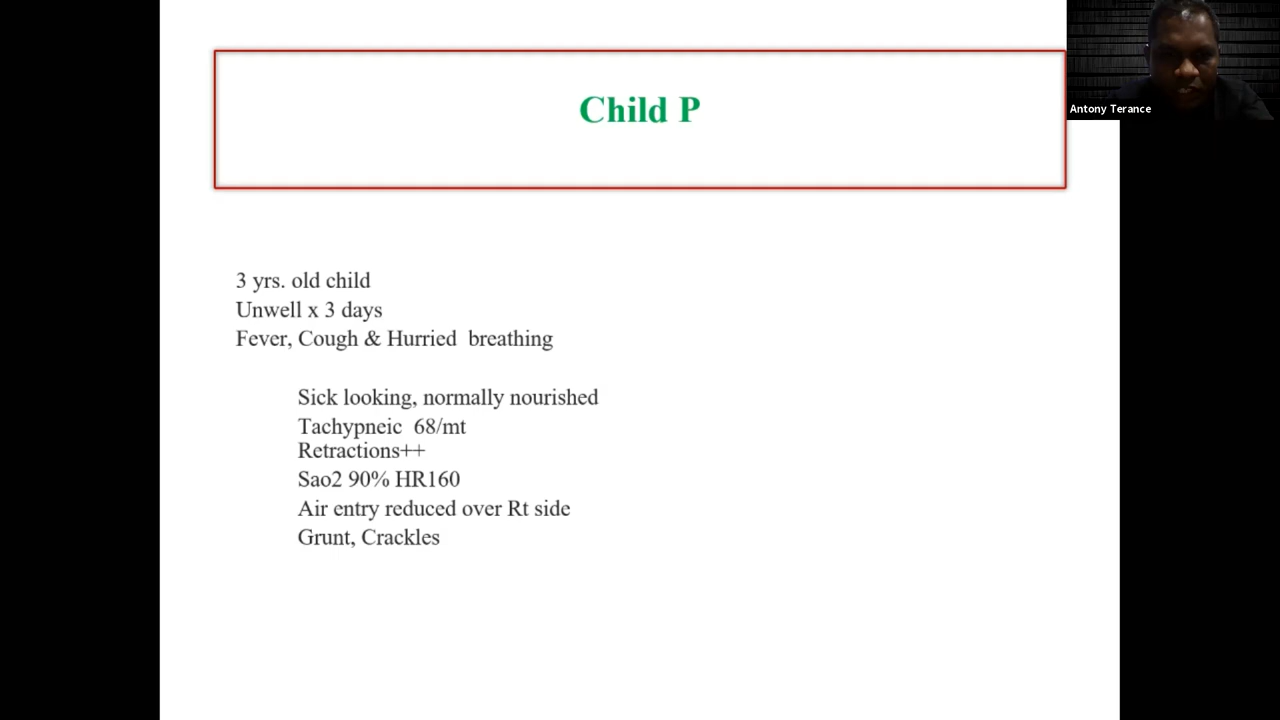 Child P
Antony Terance
3 yrs. old child
Unwell x 3 days
Fever, Cough & Hurried  breathing
Sick looking, normally nourished
Tachypneic  68/mt
Retractions++
Sao2 90% HR160
Air entry reduced over Rt side
Grunt, Crackles